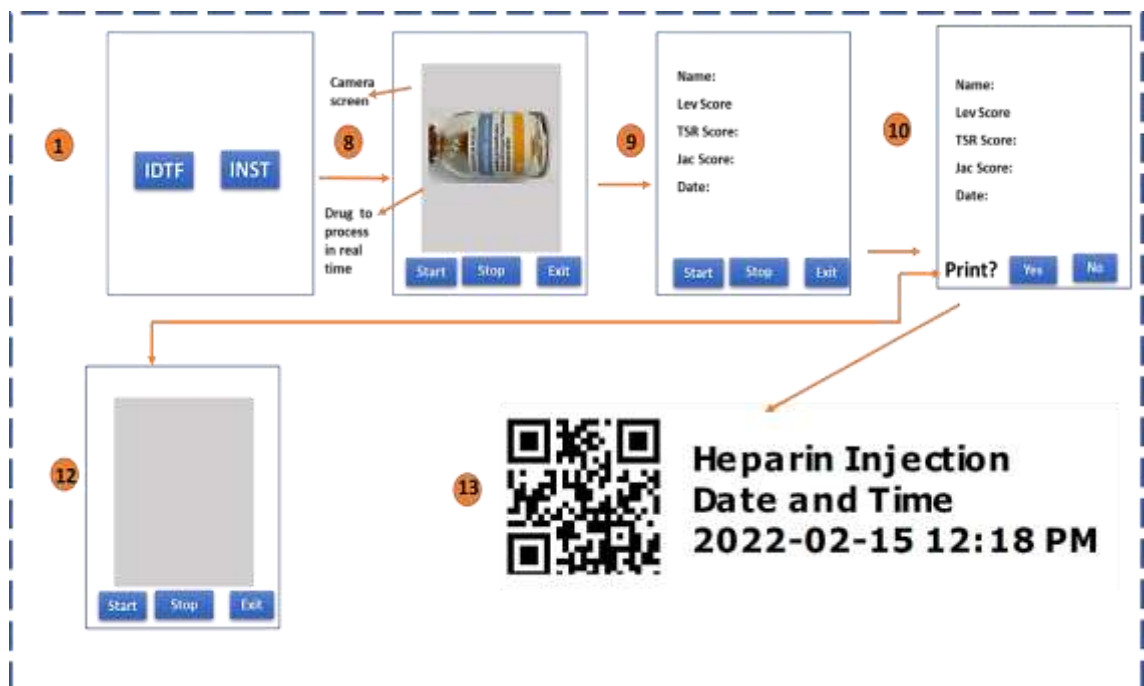 1
IDTF
INST
Camera
screen
8
Drug to
process
in real
time
Start
Stop
Exit
9
Name:
Lev Score
TSR Score:
Jac Score:
Date:
Start
Stop
Exit
10
Name:
Lev Score
TSR Score:
Jac Score:
Date:
Print?
Yes
No
12
Start
Stop
Exit
13
Heparin Injection
Date and Time
2022-02-15 12:18 PM